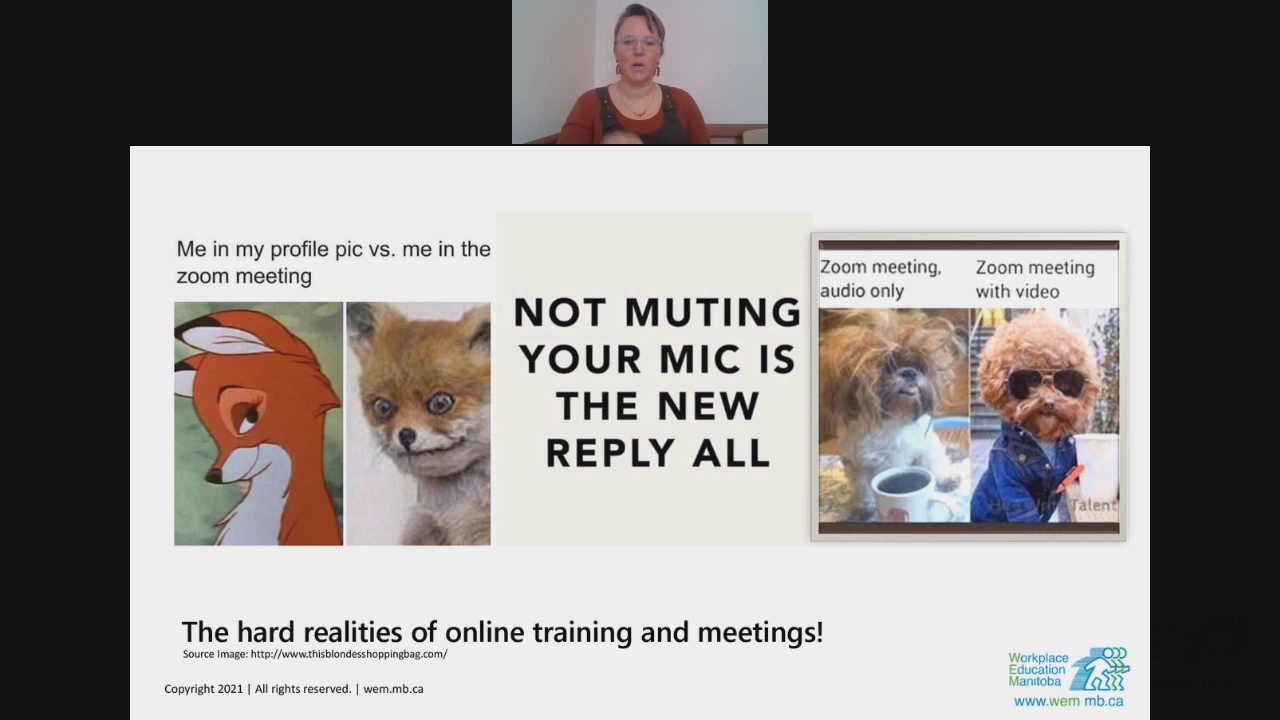 Me in my profile pic vs. me in the
zoom meeting
NOT MUTING
YOUR MIC IS
THE NEW
REPLY ALL
Zoom meeting,
audio only
Zoom meeting
with video
Talent
The hard realities of online training and meetings!
Source Image: http://www.thisblondesshoppingbag.com/
Copyright 2021 | All rights reserved. | wem.mb.ca
Workplace
Education
Manitoba
www.wem mb.ca